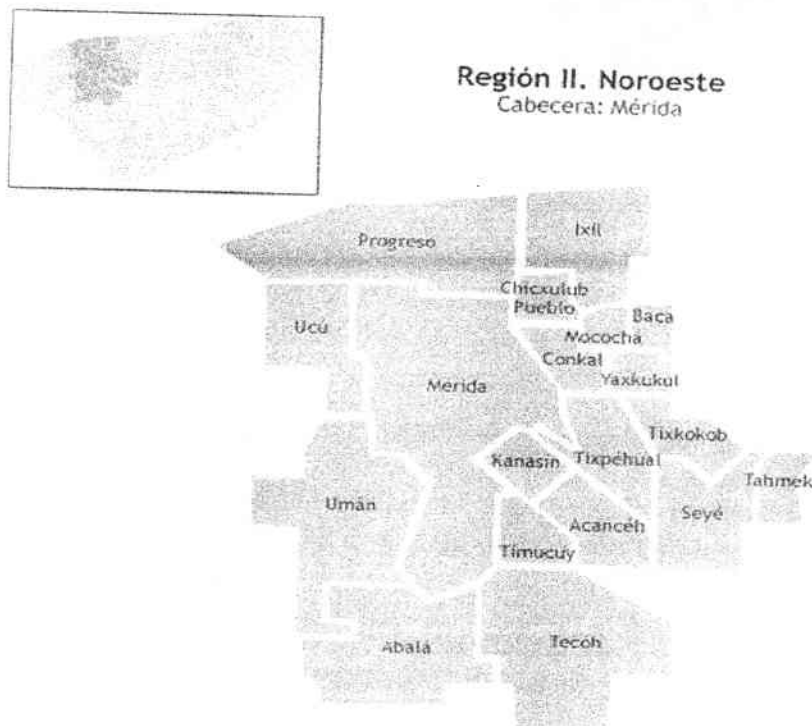 Región II. Noroeste
Cabecera: Mérida
Progreso
Ixil
Chicxulub
Pueblo
Ucú
Baca
Mocochá
Conkal
Mérida
Yaxkukul
Tixkokob
Kanasín
Tixpéhual
Tahmek
Umán
Seyé
Acancéh
Timucuy
Abalá
Tecoh